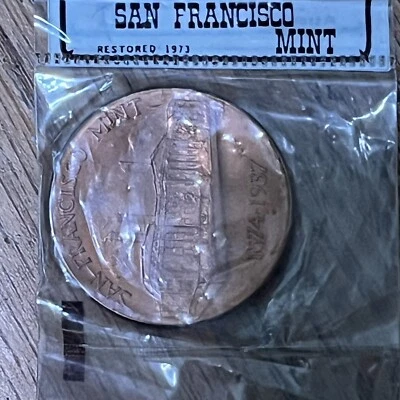 SAN FRANCISCO
MINT
RESTORED 1973
SAN FRANCISCO MINT
1874-1937